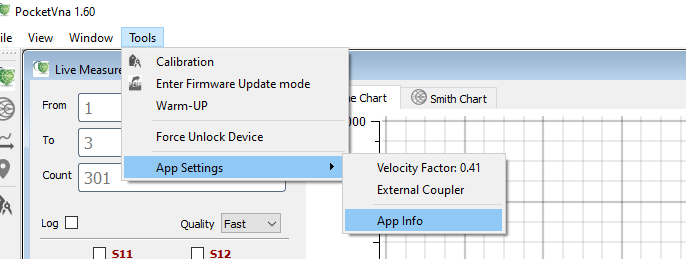 PocketVna 1.60
View Window Tools
Live Measure
From 1
To 3
Count 301
Log Quality Fast
S11 S12
Calibration
Enter Firmware Update mode
Warm-UP
Force Unlock Device
App Settings
Velocity Factor: 0.41
External Coupler
App Info
Chart Smith Chart